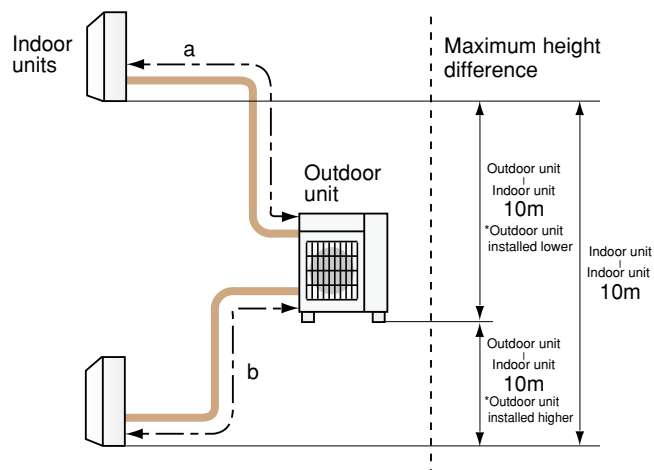 Indoor
units
a
Outdoor
unit
b
Maximum height
difference
Outdoor unit
Indoor unit
10m
*Outdoor unit
installed lower
Indoor unit
Indoor unit
10m
Outdoor unit
Indoor unit
10m
*Outdoor unit
installed higher